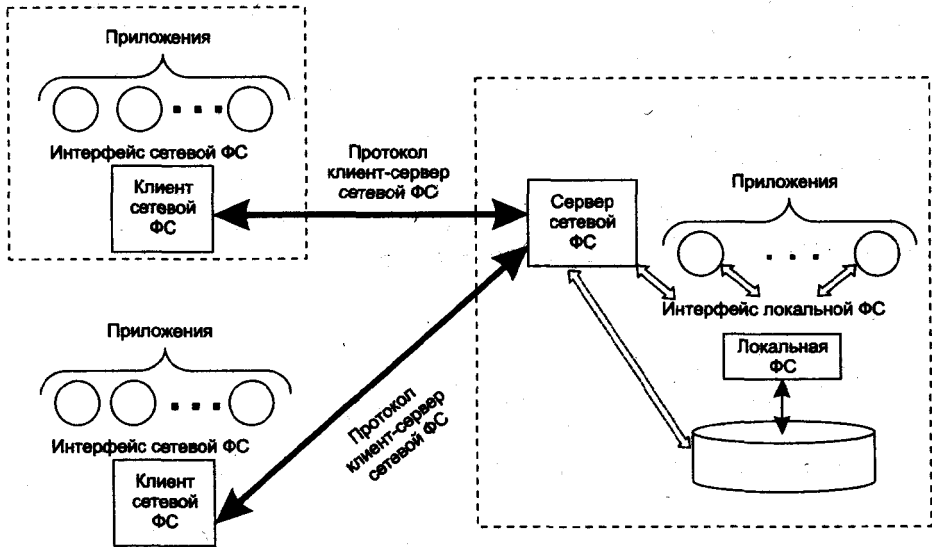 Приложения
Интерфейс сетевой ФС
Клиент
сетевой
ФС
Протокол
клиент-сервер
сетевой ФС
Сервер
сетевой
ФС
Приложения
Интерфейс локальной ФС
Локальная
ФС
Приложения
Интерфейс сетевой ФС
Клиент
сетевой
ФС
Протокол
клиент-сервер
сетевой ФС